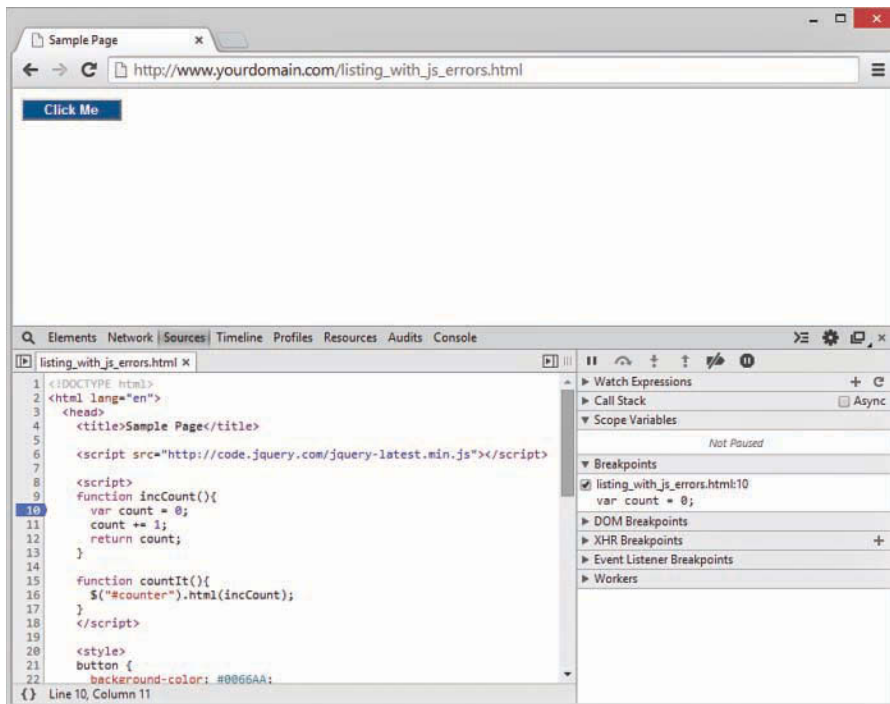 Sample Page
http://www.yourdomain.com/listing_with_js_errors.html
Click Me
Elements Network Sources Timeline Profiles Resources Audits Console
listing_with_js_errors.html
1 <!DOCTYPE html>
2 <html lang="en">
3 <head>
4 <title>Sample Page</title>
5
6 <script src="http://code.jquery.com/jquery-latest.min.js"></script>
7
8 <script>
9 function incCount(){
10 var count = 0;
11 count += 1;
12 return count;
13 }
14
15 function countIt(){
16 $("#counter").html(incCount);
17 }
18 </script>
19
20 <style>
21 button {
22 background-color: #0066AA;
{ } Line 10, Column 11
Watch Expressions
Call Stack Async
Scope Variables
Not Paused
Breakpoints
listing_with_js_errors.html:10
var count = 0;
DOM Breakpoints
XHR Breakpoints
Event Listener Breakpoints
Workers